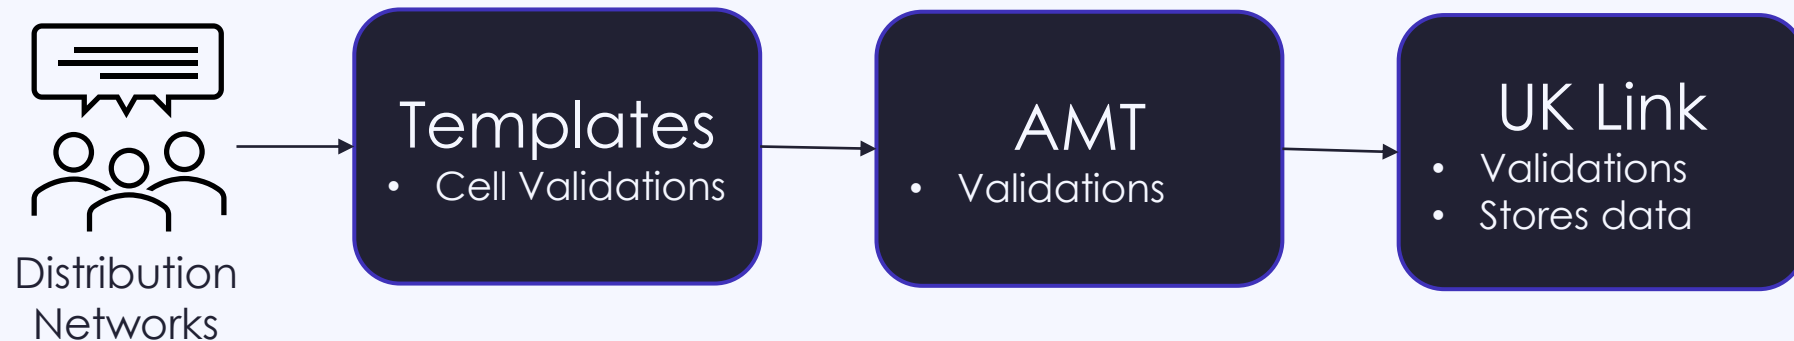 Distribution
Networks
Templates
• Cell Validations
AMT
• Validations
UK Link
• Validations
• Stores data